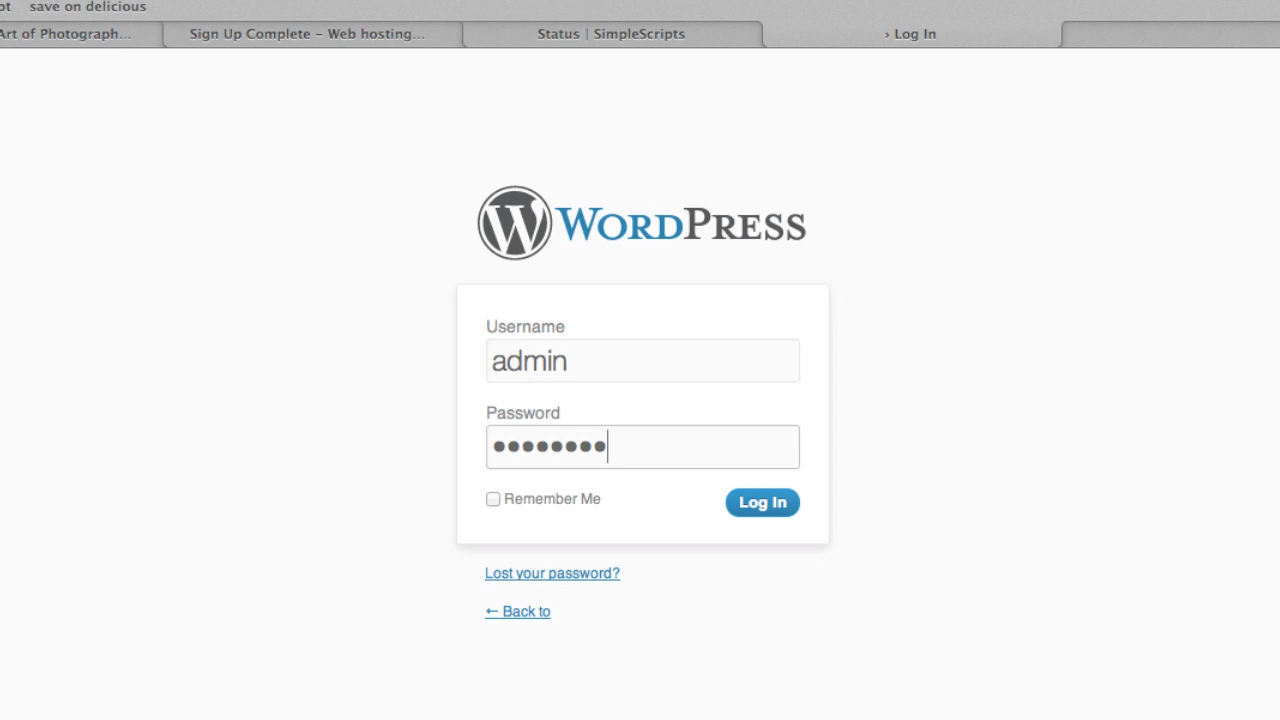 pt save on delicious
Art of Photograph... Sign Up Complete – Web hosting... Status | SimpleScripts › Log In
WORDPRESS
Username
admin
Password
Remember Me Log In
Lost your password?
← Back to